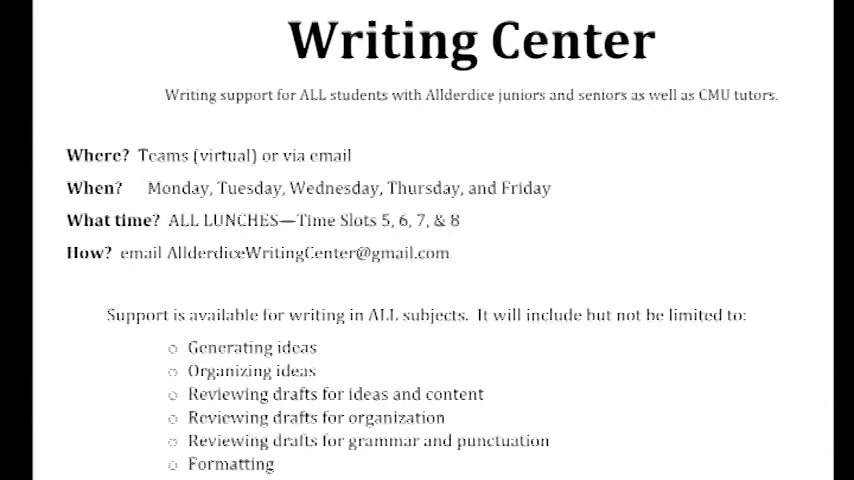 Writing Center
Writing support for ALL students with Allderdice juniors and seniors as well as CMU tutors.
Where? Teams (virtual) or via email
When? Monday, Tuesday, Wednesday, Thursday, and Friday
What time? ALL LUNCHES—Time Slots 5, 6, 7, & 8
How? email AllderdiceWritingCenter@gmail.com
Support is available for writing in ALL subjects. It will include but not be limited to:
○ Generating ideas
○ Organizing ideas
○ Reviewing drafts for ideas and content
○ Reviewing drafts for organization
○ Reviewing drafts for grammar and punctuation
○ Formatting